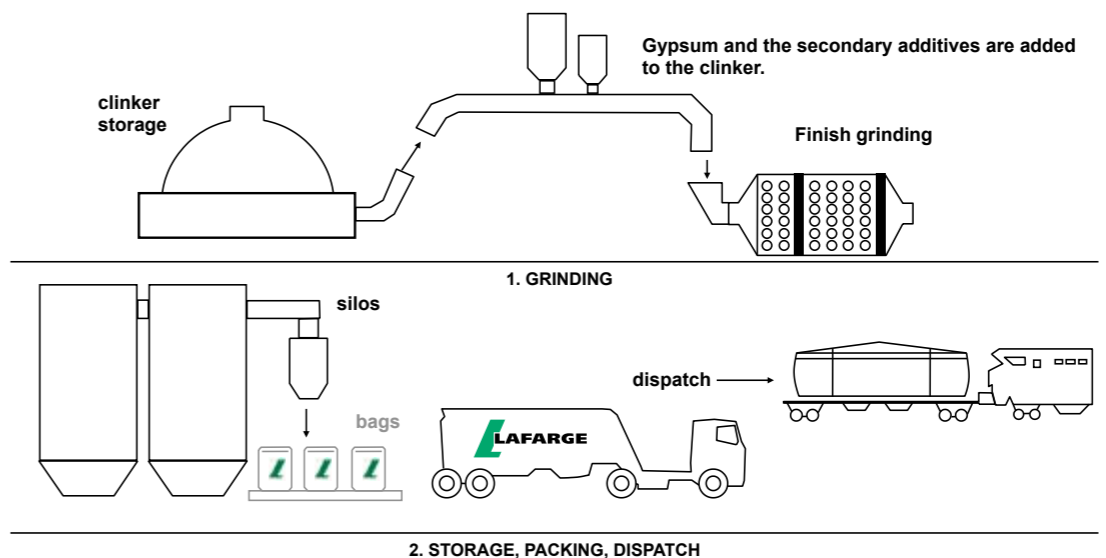 Gypsum and the secondary additives are added
to the clinker.
clinker
storage
Finish grinding
1. GRINDING
silos
dispatch
bags
LAFARGE
2. STORAGE, PACKING, DISPATCH